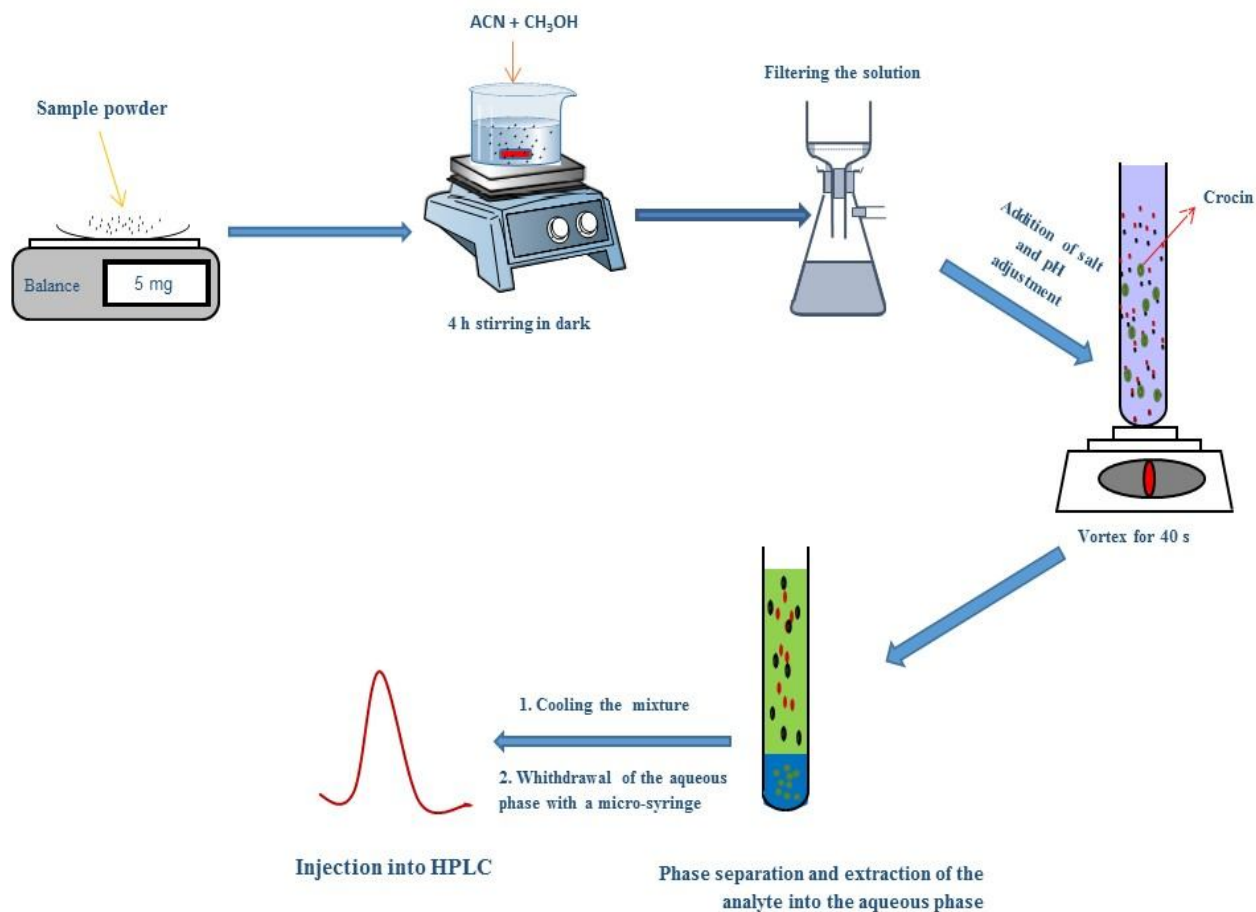 ACN + CH₃OH
Sample powder
Balance
5 mg
4 h stirring in dark
Filtering the solution
Addition of salt
and pH
adjustment
Crocin
Vortex for 40 s
Phase separation and extraction of the
analyte into the aqueous phase
1. Cooling the mixture
2. Whithdrawal of the aqueous
phase with a micro-syringe
Injection into HPLC